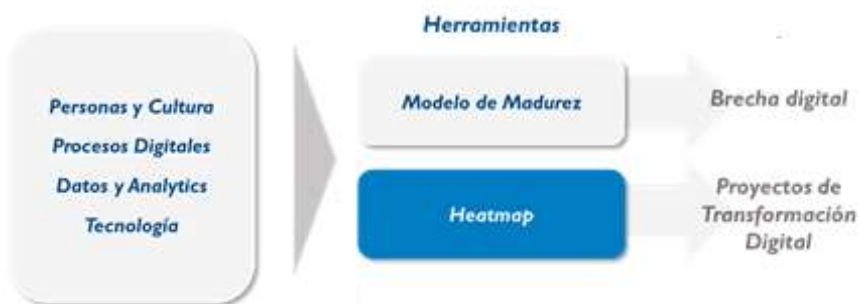 Herramientas
Personas y Cultura
Procesos Digitales
Datos y Analytics
Tecnología
Modelo de Madurez
Brecha digital
Heatmap
Proyectos de
Transformación
Digital